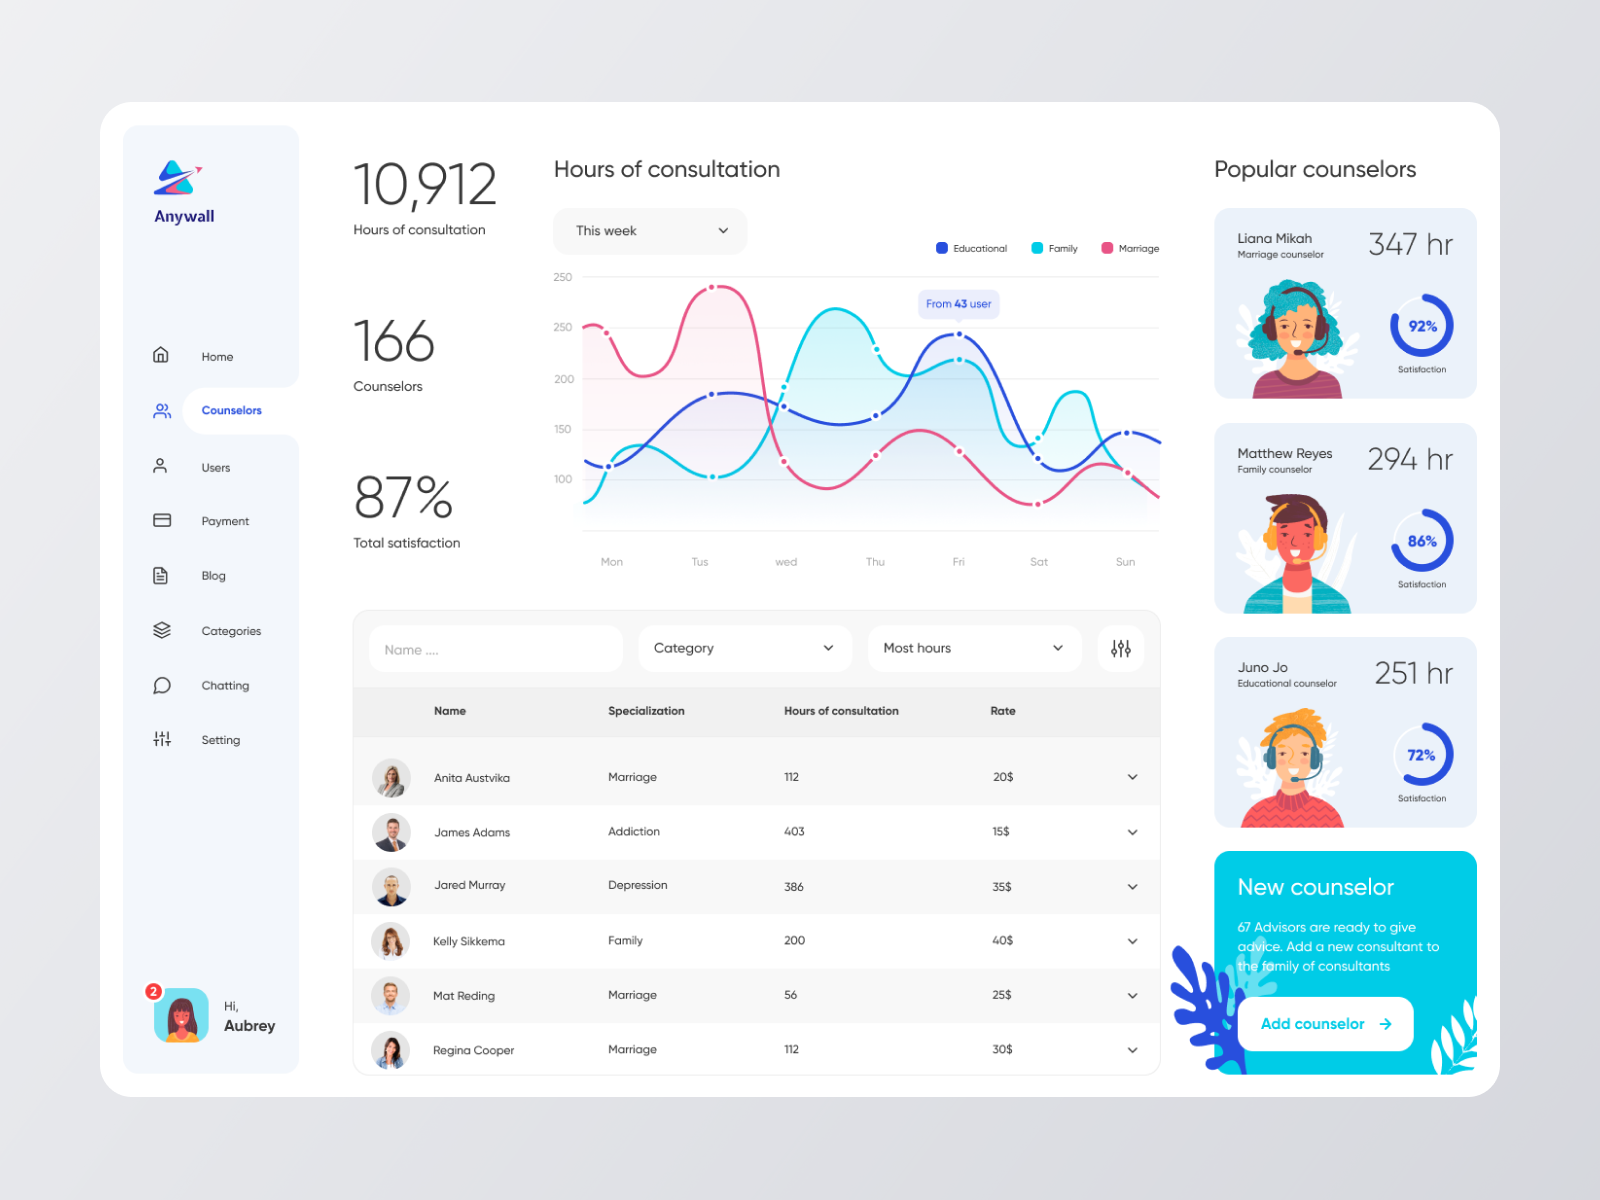 Anywall
Home
Counselors
Users
Payment
Blog
Categories
Chatting
Setting
2
Hi,
Aubrey
10,912
Hours of consultation
166
Counselors
87%
Total satisfaction
Hours of consultation
This week
Educational
Family
Marriage
250
250
200
150
100
From 43 user
Mon
Tus
wed
Thu
Fri
Sat
Sun
Name ....
Category
Most hours
Name Specialization Hours of consultation Rate
Anita Austvika Marriage 112 20$
James Adams Addiction 403 15$
Jared Murray Depression 386 35$
Kelly Sikkema Family 200 40$
Mat Reding Marriage 56 25$
Regina Cooper Marriage 112 30$
Popular counselors
Liana Mikah
Marriage counselor
347 hr
92%
Satisfaction
Matthew Reyes
Family counselor
294 hr
86%
Satisfaction
Juno Jo
Educational counselor
251 hr
72%
Satisfaction
New counselor
67 Advisors are ready to give
advice. Add a new consultant to
the family of consultants
Add counselor